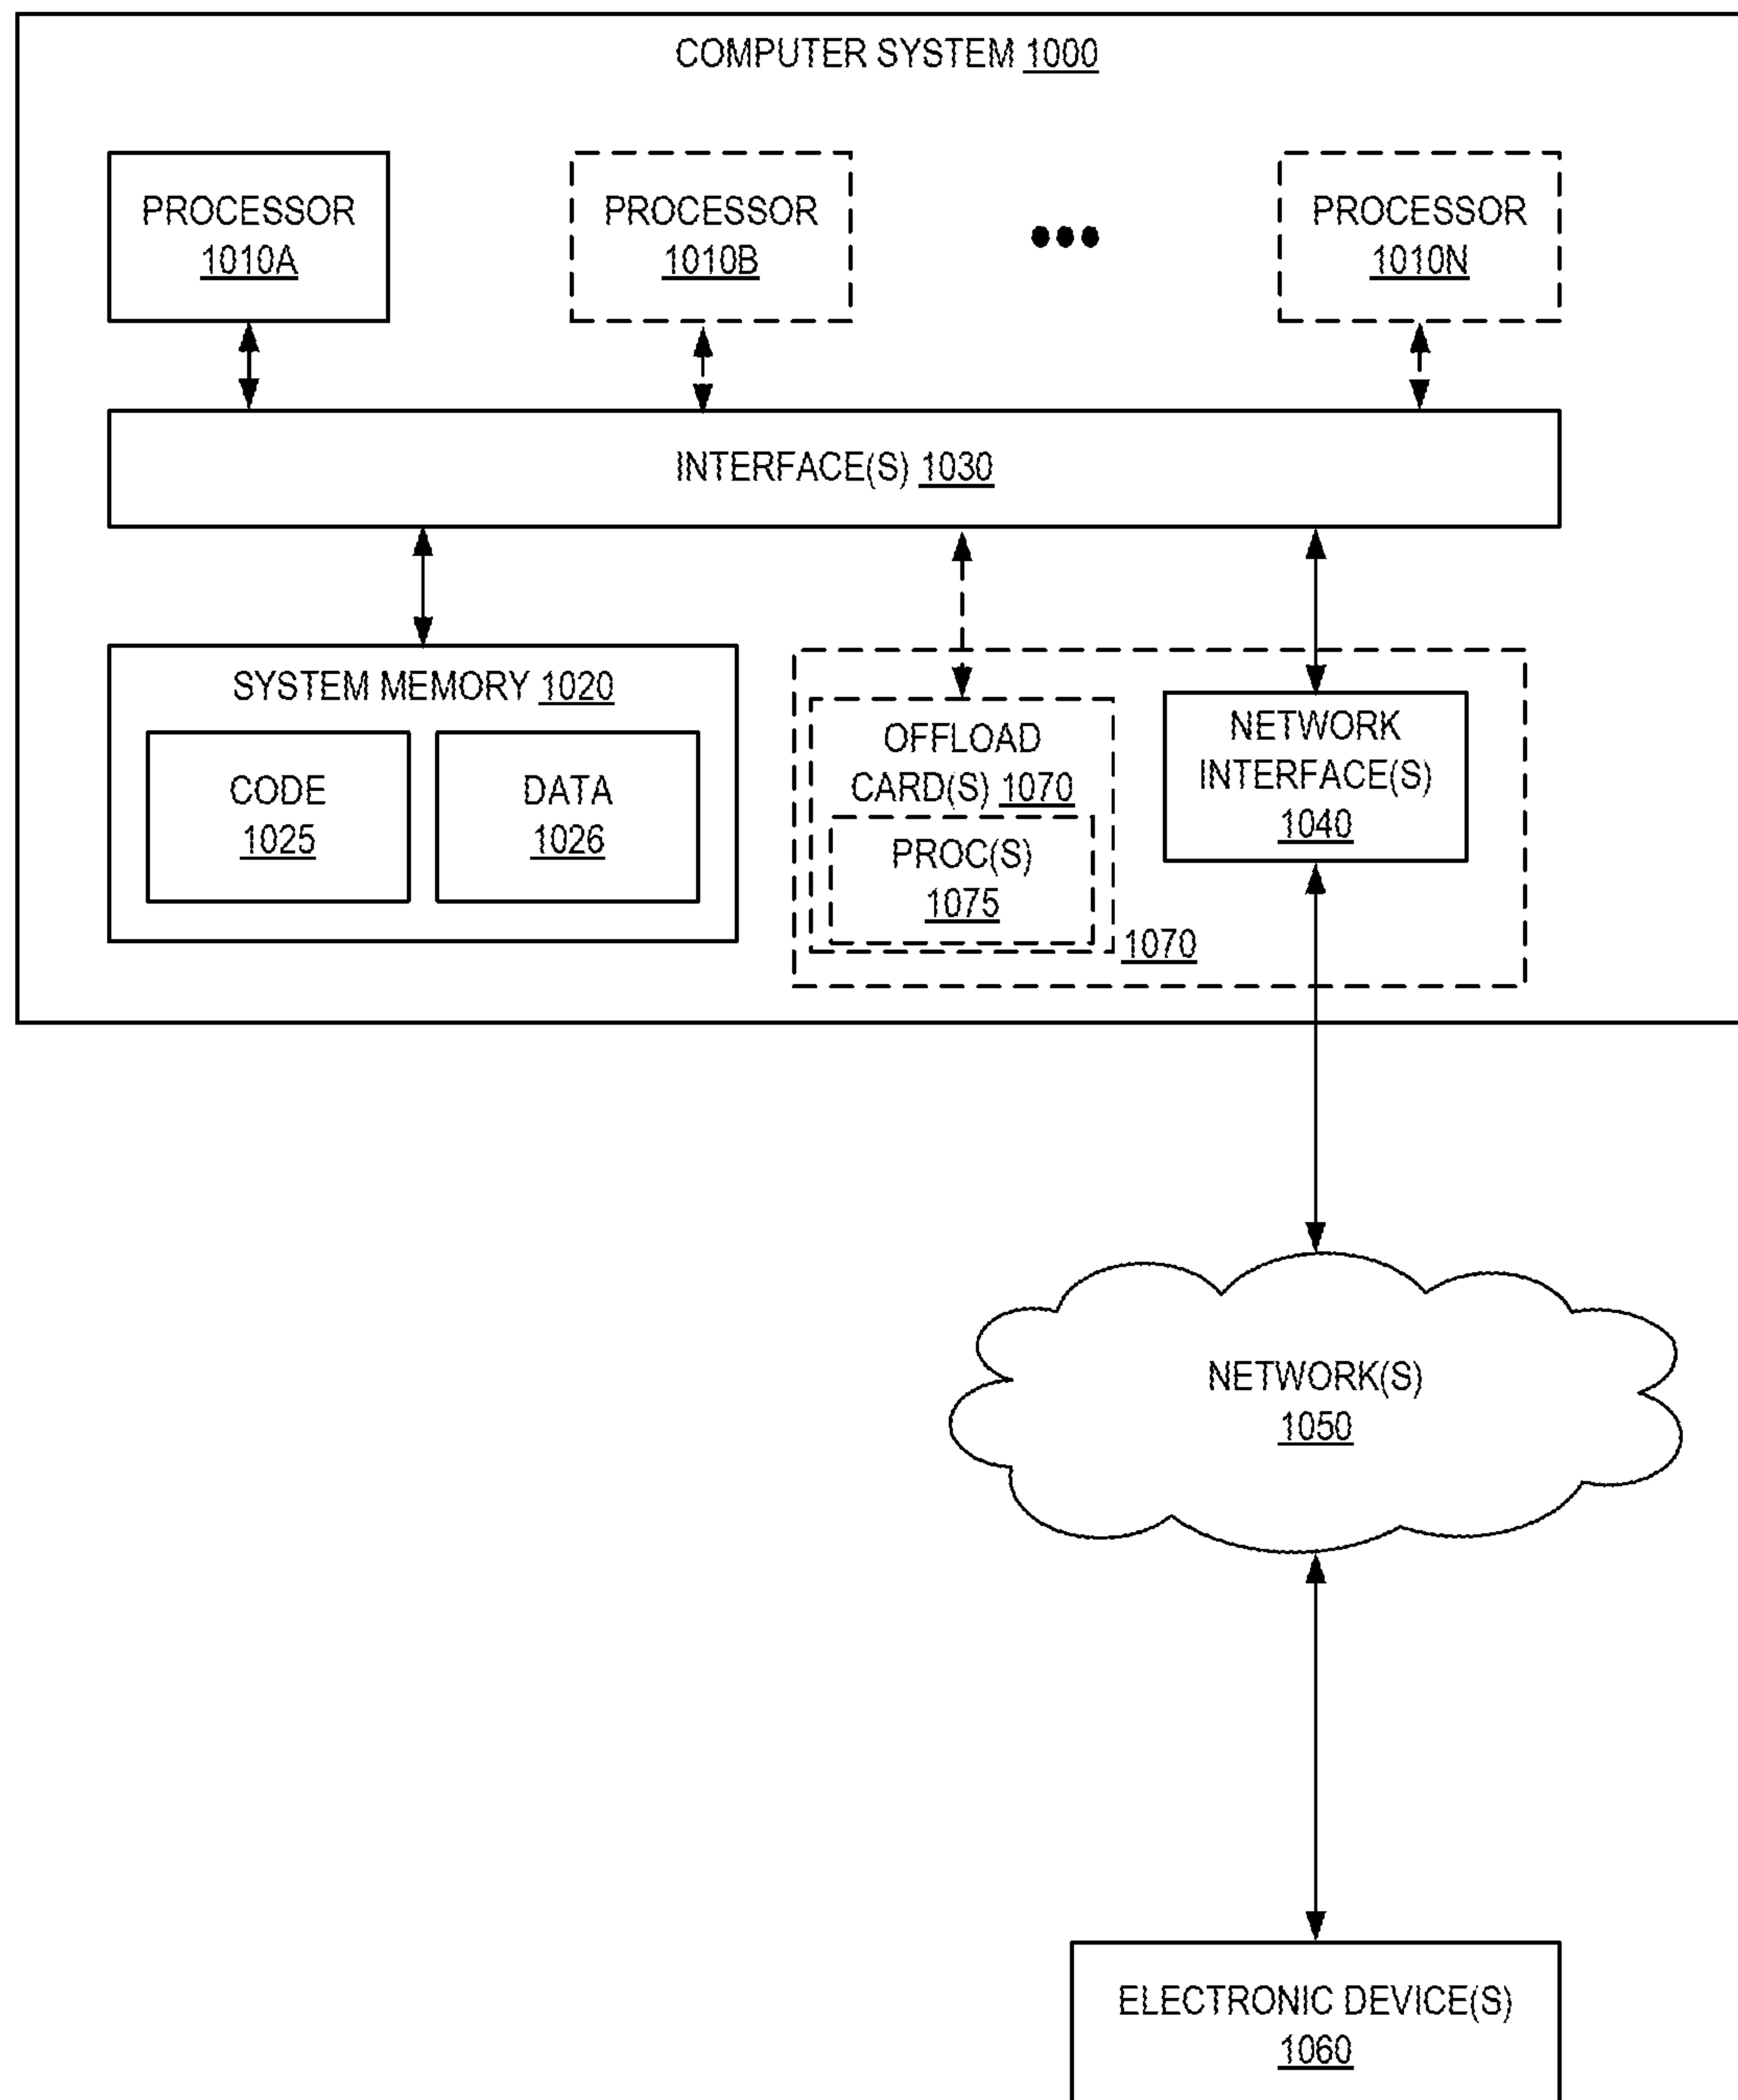 COMPUTER SYSTEM 1000
PROCESSOR
1010A
PROCESSOR
1010B
PROCESSOR
1010N
INTERFACE(S) 1030
SYSTEM MEMORY 1020
CODE
1025
DATA
1026
OFFLOAD
CARD(S) 1070
PROC(S)
1075
1070
NETWORK
INTERFACE(S)
1040
NETWORK(S)
1050
ELECTRONIC DEVICE(S)
1060